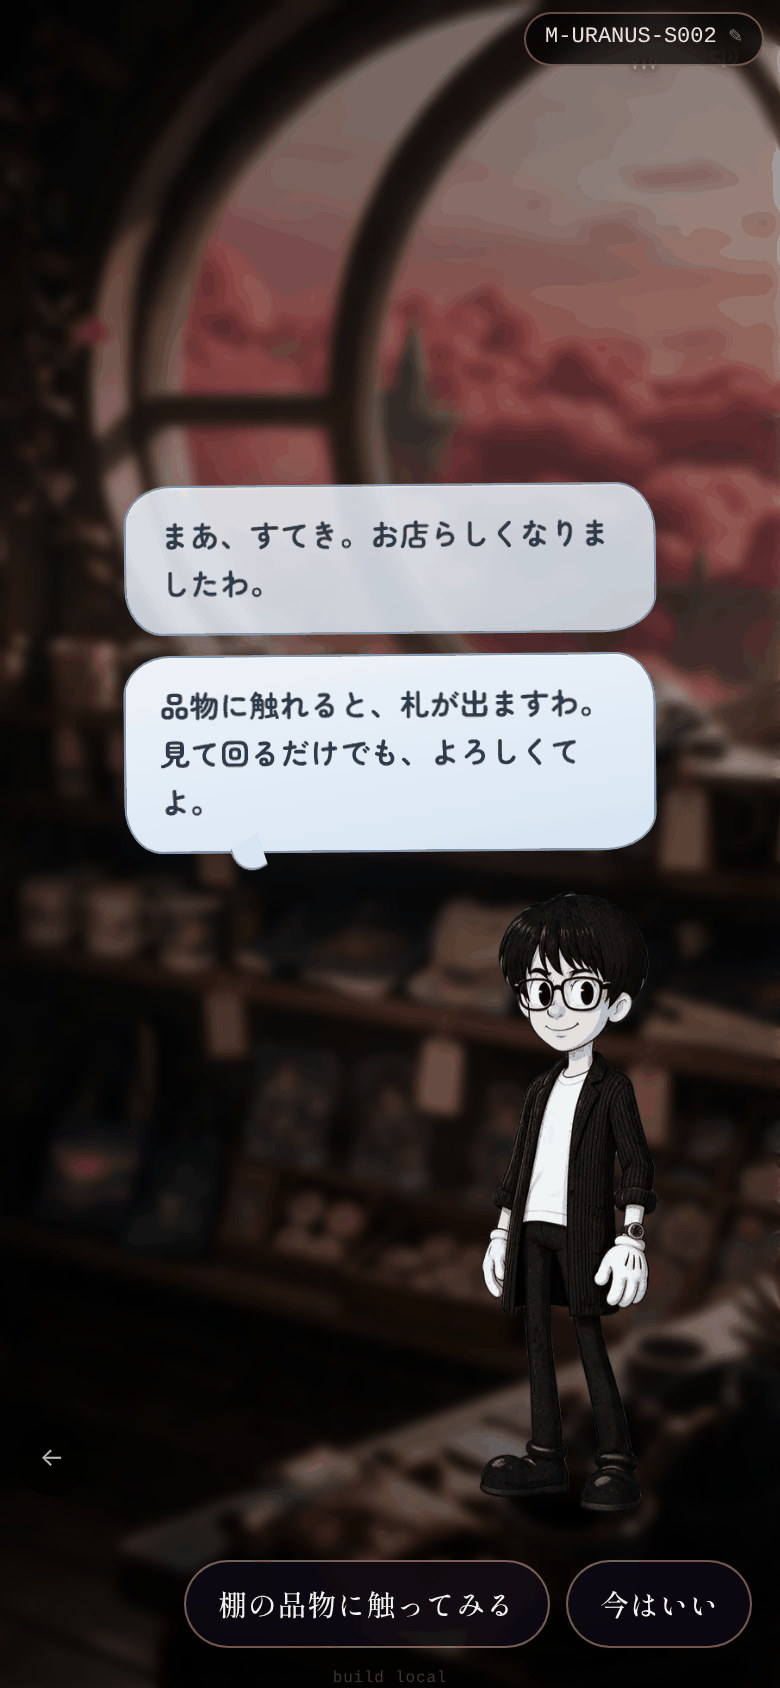 M-URANUS-S002 ✎
まあ、すてき。お店らしくなりま
したわ。
品物に触れると、札が出ますわ。
見て回るだけでも、よろしくて
よ。
←
棚の品物に触ってみる
今はいい
build local